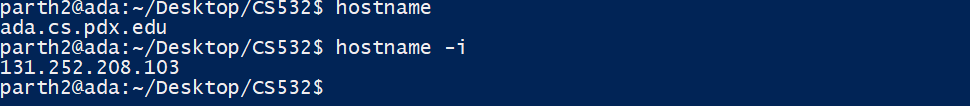 parth2@ada:~/Desktop/CS532$ hostname
ada.cs.pdx.edu
parth2@ada:~/Desktop/CS532$ hostname -i
131.252.208.103
parth2@ada:~/Desktop/CS532$